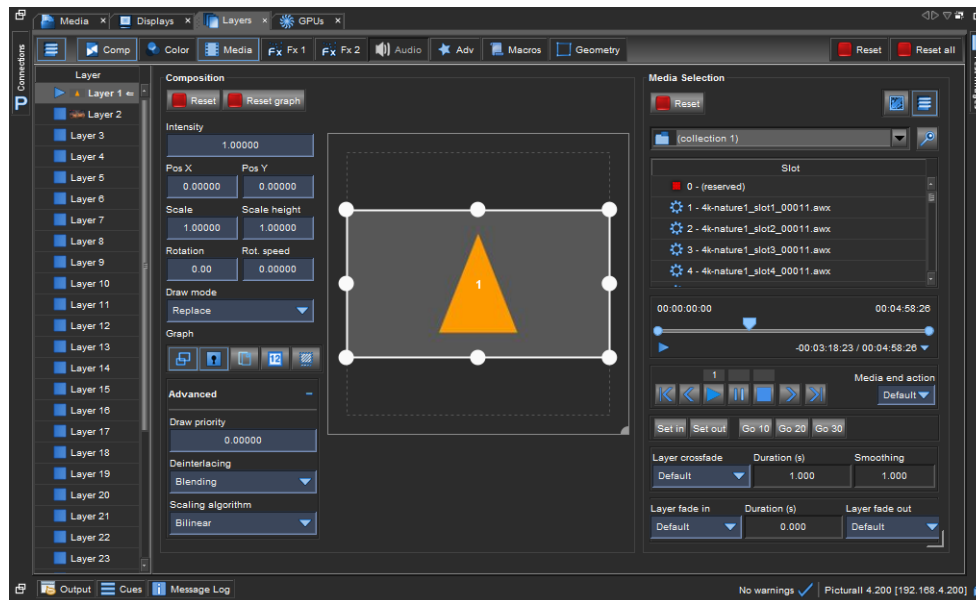 Media × Displays × Layers × GPUs ×
Connections
Comp Color Media Fx Fx 1 Fx Fx 2 Audio Adv Macros Geometry Reset Reset all
Layer
Layer 1
Layer 2
Layer 3
Layer 4
Layer 5
Layer 6
Layer 7
Layer 8
Layer 9
Layer 10
Layer 11
Layer 12
Layer 13
Layer 14
Layer 15
Layer 16
Layer 17
Layer 18
Layer 19
Layer 20
Layer 21
Layer 22
Layer 23
Composition
Reset Reset graph
Intensity
1.00000
Pos X Pos Y
0.00000 0.00000
Scale Scale height
1.00000 1.00000
Rotation Rot. speed
0.00 0.00000
Draw mode
Replace
Graph
12
Advanced −
Draw priority
0.00000
Deinterlacing
Blending
Scaling algorithm
Bilinear
1
Media Selection
Reset
(collection 1)
Slot
0 - (reserved)
1 - 4k-nature1_slot1_00011.awx
2 - 4k-nature1_slot2_00011.awx
3 - 4k-nature1_slot3_00011.awx
4 - 4k-nature1_slot4_00011.awx
00:00:00:00 00:04:58:26
-00:03:18:23 / 00:04:58:26
1 Media end action
Default
Set in Set out Go 10 Go 20 Go 30
Layer crossfade Duration (s) Smoothing
Default 1.000 1.000
Layer fade in Duration (s) Layer fade out
Default 0.000 Default
Output Cues Message Log No warnings Picturall 4.200 [192.168.4.200]